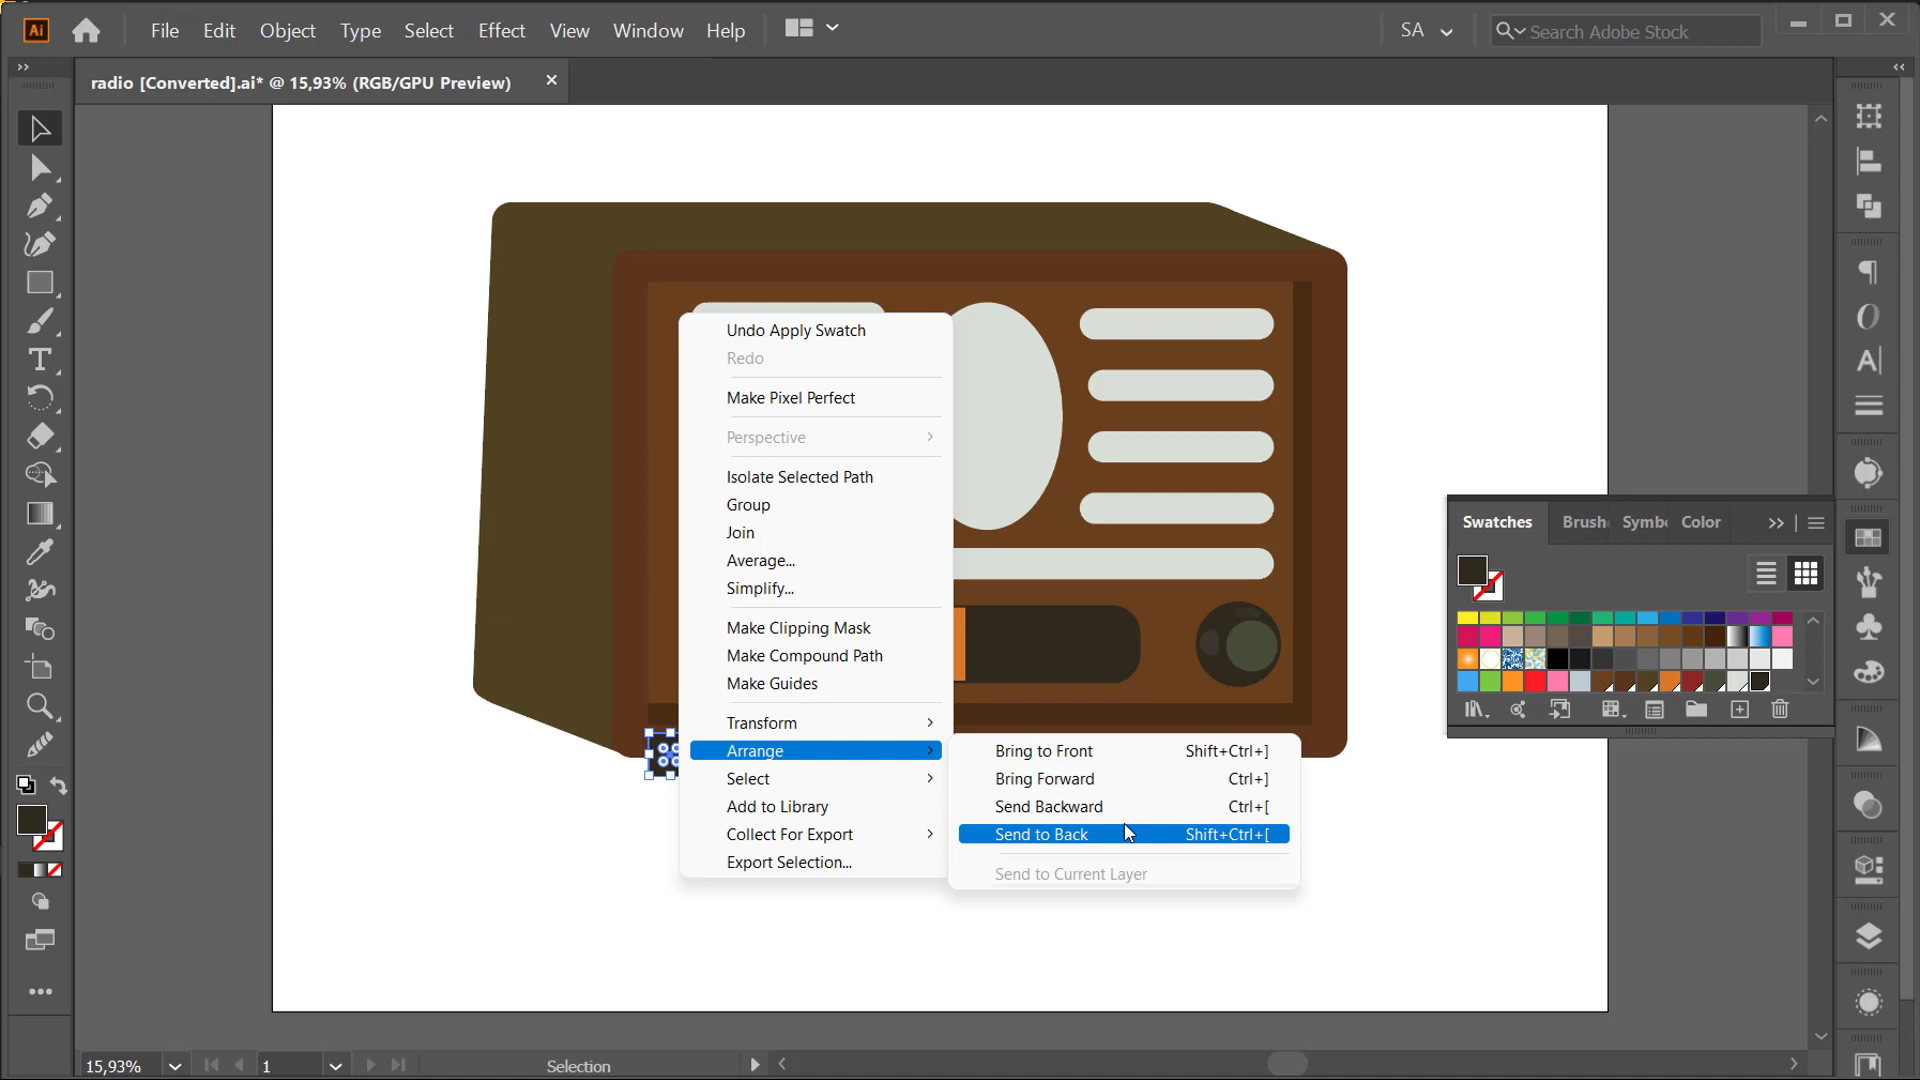 Ai File Edit Object Type Select Effect View Window Help SA Search Adobe Stock
radio [Converted].ai* @ 15,93% (RGB/GPU Preview)
Undo Apply Swatch
Redo
Make Pixel Perfect
Perspective
Isolate Selected Path
Group
Join
Average...
Simplify...
Make Clipping Mask
Make Compound Path
Make Guides
Transform
Arrange
Select
Add to Library
Collect For Export
Export Selection...
Bring to Front Shift+Ctrl+]
Bring Forward Ctrl+]
Send Backward Ctrl+[
Send to Back Shift+Ctrl+[
Send to Current Layer
Swatches Brush Symb Color
15,93% 1 Selection